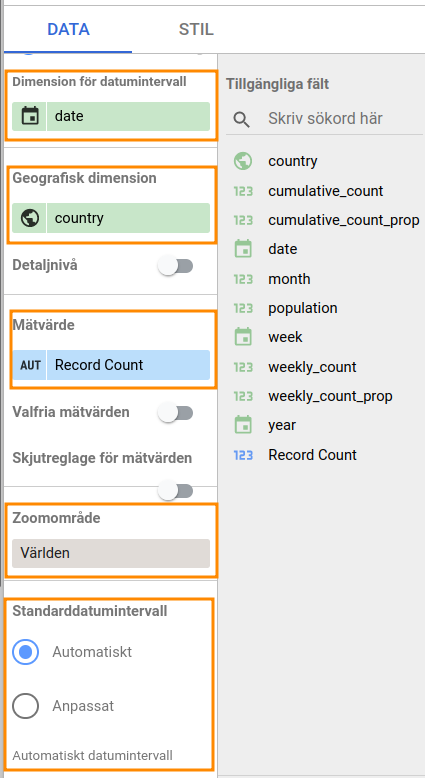 DATA
STIL
Dimension för datumintervall
date
Geografisk dimension
country
Detaljnivå
Mätvärde
AUT Record Count
Valfria mätvärden
Skjutreglage för mätvärden
Zoomområde
Världen
Standarddatumintervall
Automatiskt
Anpassat
Automatiskt datumintervall
Tillgängliga fält
Skriv sökord här
country
123 cumulative_count
123 cumulative_count_prop
date
123 month
123 population
week
123 weekly_count
123 weekly_count_prop
year
123 Record Count